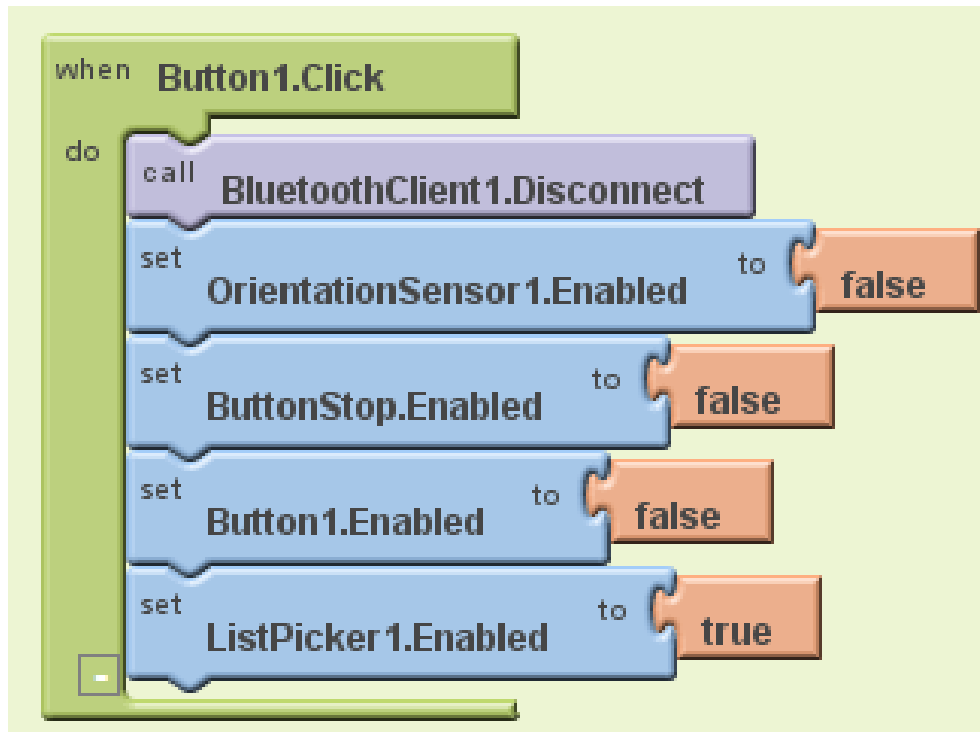 when Button1.Click
do
call BluetoothClient1.Disconnect
set OrientationSensor1.Enabled to false
set ButtonStop.Enabled to false
set Button1.Enabled to false
set ListPicker1.Enabled to true
-